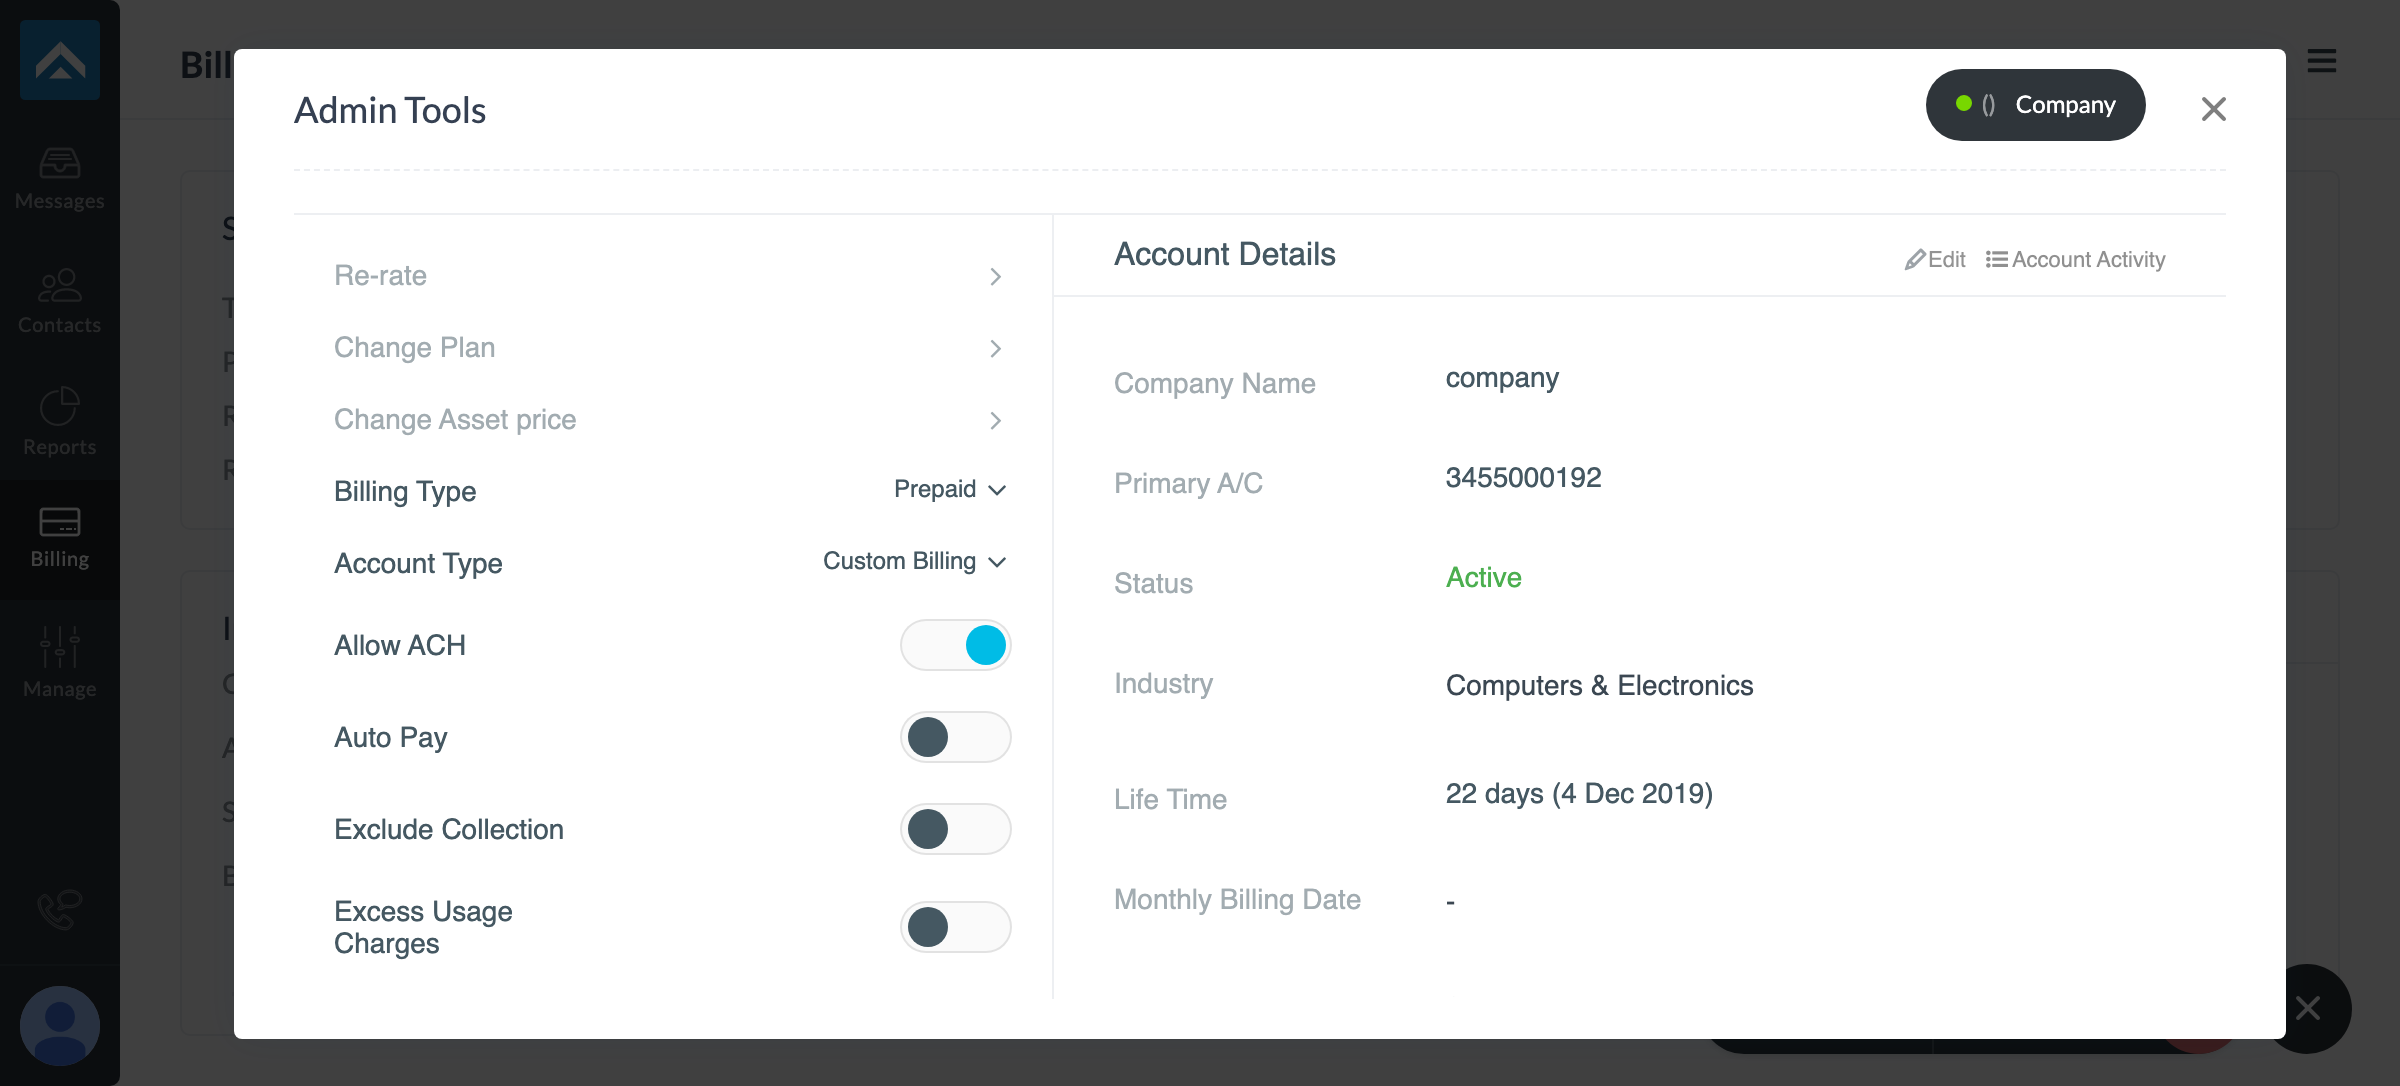 Bill
Admin Tools
() Company
Messages
Contacts
Reports
Billing
Manage
Re-rate
Change Plan
Change Asset price
Billing Type Prepaid
Account Type Custom Billing
Allow ACH
Auto Pay
Exclude Collection
Excess Usage
Charges
Account Details
Edit Account Activity
Company Name company
Primary A/C 3455000192
Status Active
Industry Computers & Electronics
Life Time 22 days (4 Dec 2019)
Monthly Billing Date -